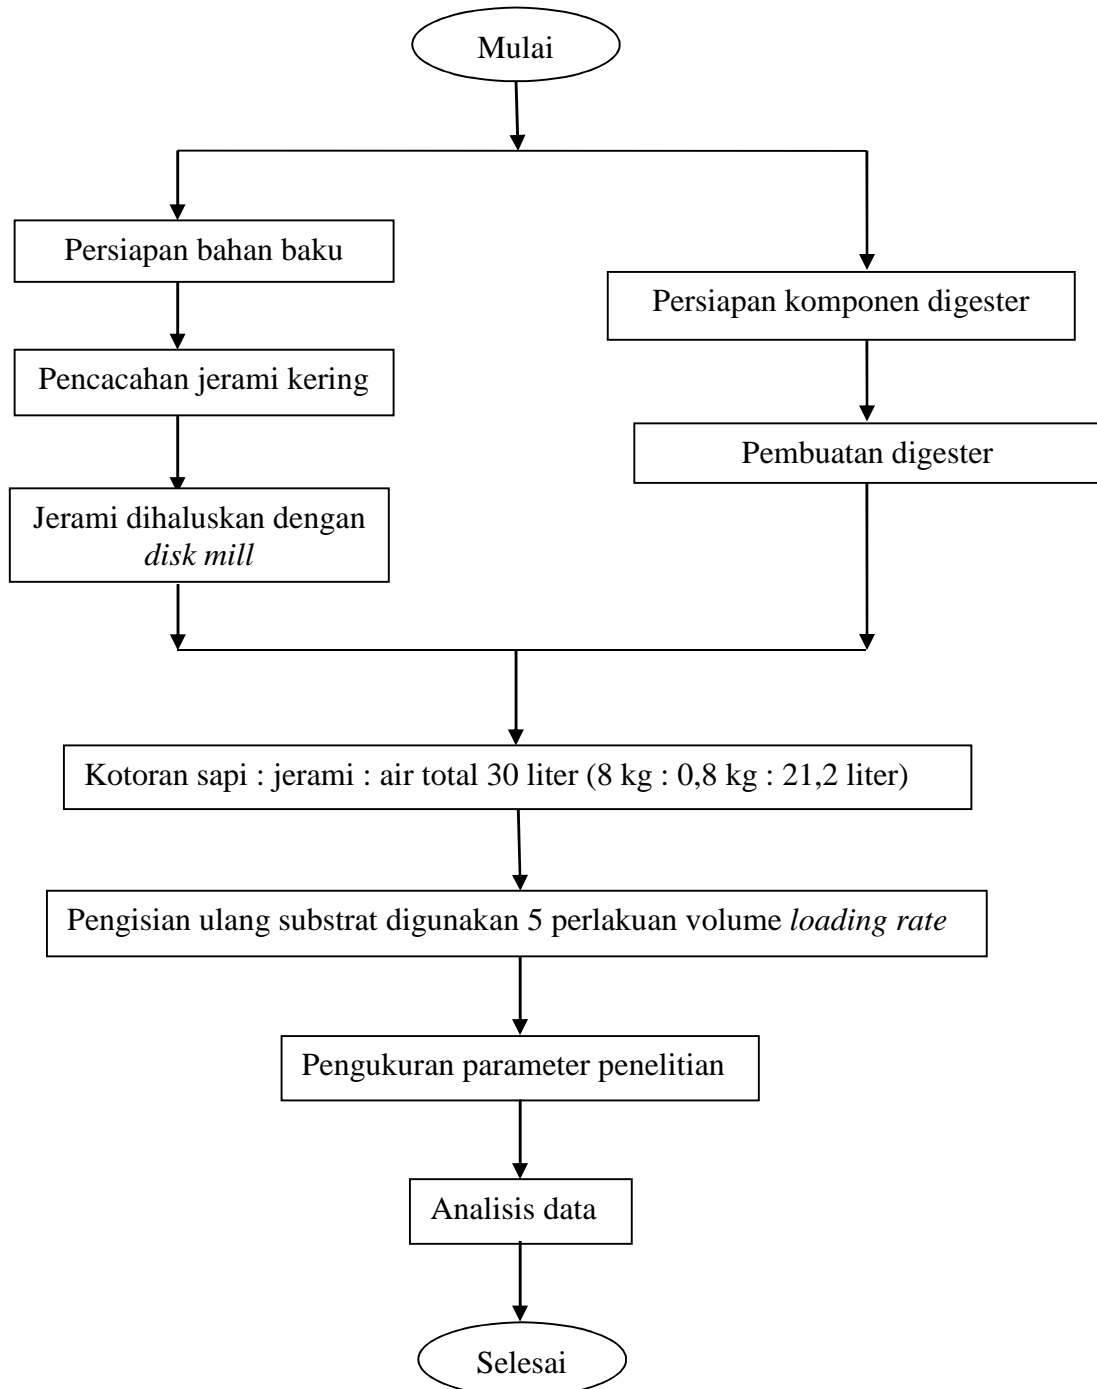 Mulai
Persiapan bahan baku
Persiapan komponen digester
Pencacahan jerami kering
Pembuatan digester
Jerami dihaluskan dengan
disk mill
Kotoran sapi : jerami : air total 30 liter (8 kg : 0,8 kg : 21,2 liter)
Pengisian ulang substrat digunakan 5 perlakuan volume loading rate
Pengukuran parameter penelitian
Analisis data
Selesai